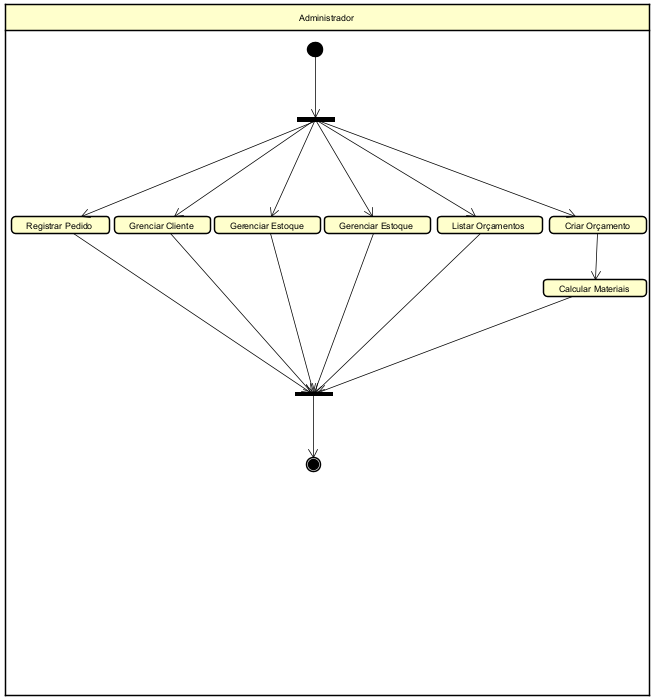 Administrador
Registrar Pedido
Grenciar Cliente
Gerenciar Estoque
Gerenciar Estoque
Listar Orçamentos
Criar Orçamento
Calcular Materiais